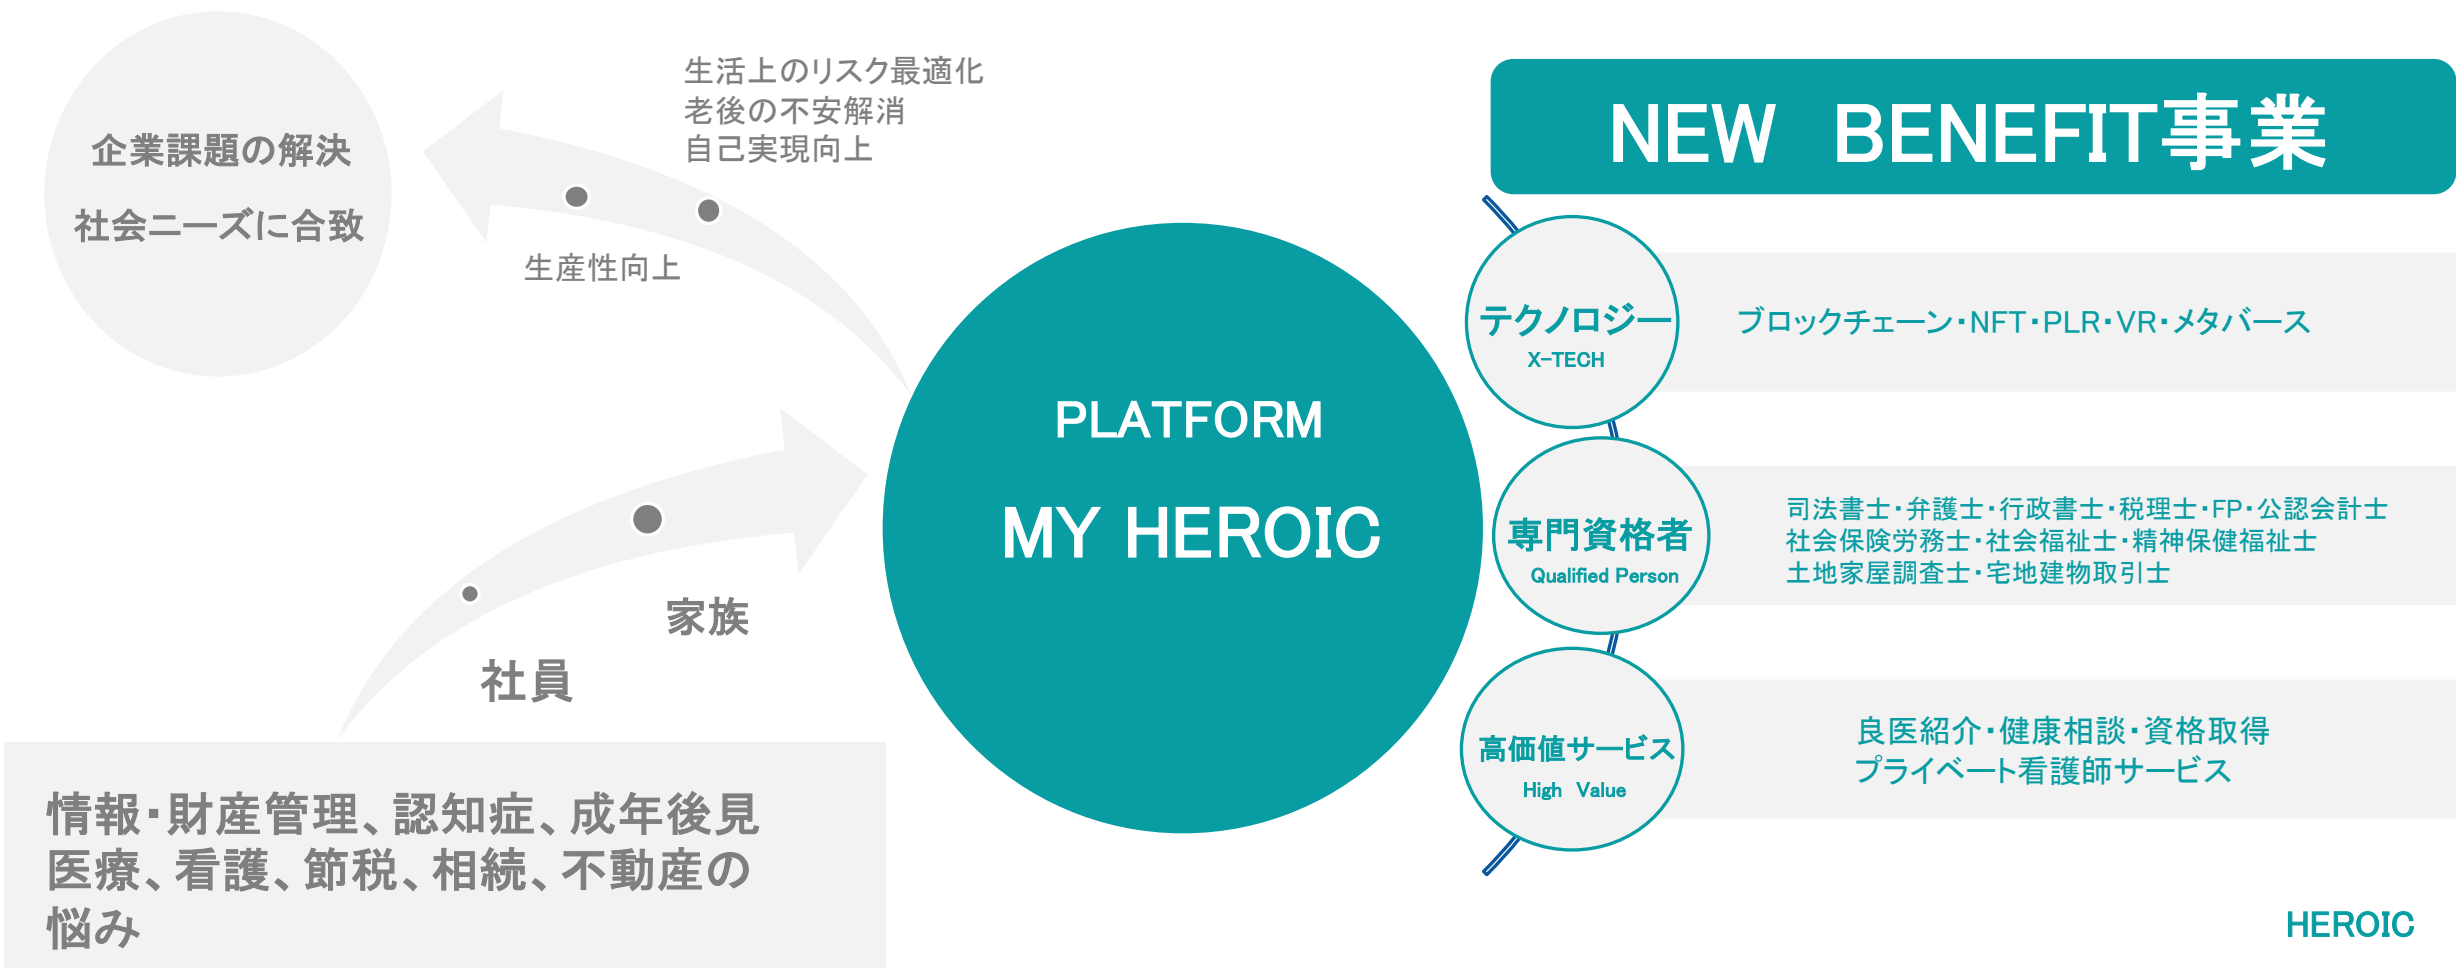 企業課題の解決
社会ニーズに合致
生活上のリスク最適化
老後の不安解消
自己実現向上
生産性向上
家族
社員
情報・財産管理、認知症、成年後見
医療、看護、節税、相続、不動産の
悩み
PLATFORM
MY HEROIC
NEW　BENEFIT事業
テクノロジー
X-TECH
ブロックチェーン・NFT・PLR・VR・メタバース
専門資格者
Qualified Person
司法書士・弁護士・行政書士・税理士・FP・公認会計士
社会保険労務士・社会福祉士・精神保健福祉士
土地家屋調査士・宅地建物取引士
高価値サービス
High　Value
良医紹介・健康相談・資格取得
プライベート看護師サービス
HEROIC